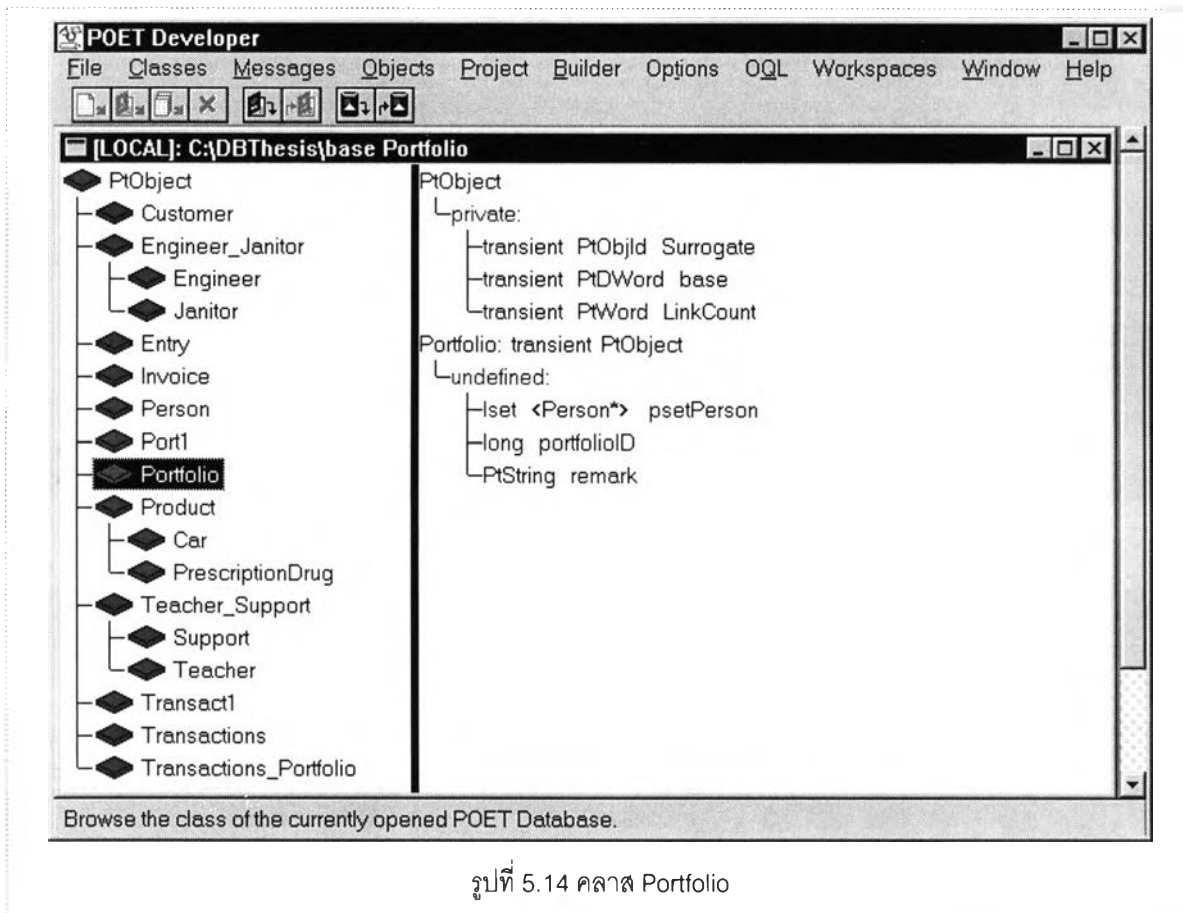 POET Developer
File Classes Messages Objects Project Builder Options OQL Workspaces Window Help
[LOCAL]: C:\DBThesis\base Portfolio
PtObject
Customer
Engineer_Janitor
Engineer
Janitor
Entry
Invoice
Person
Port1
Portfolio
Product
Car
PrescriptionDrug
Teacher_Support
Support
Teacher
Transact1
Transactions
Transactions_Portfolio
PtObject
private:
transient PtObjId Surrogate
transient PtDWord base
transient PtWord LinkCount
Portfolio: transient PtObject
undefined:
lset <Person*> psetPerson
long portfolioID
PtString remark
Browse the class of the currently opened POET Database.
รูปที่ 5.14 คลาส Portfolio